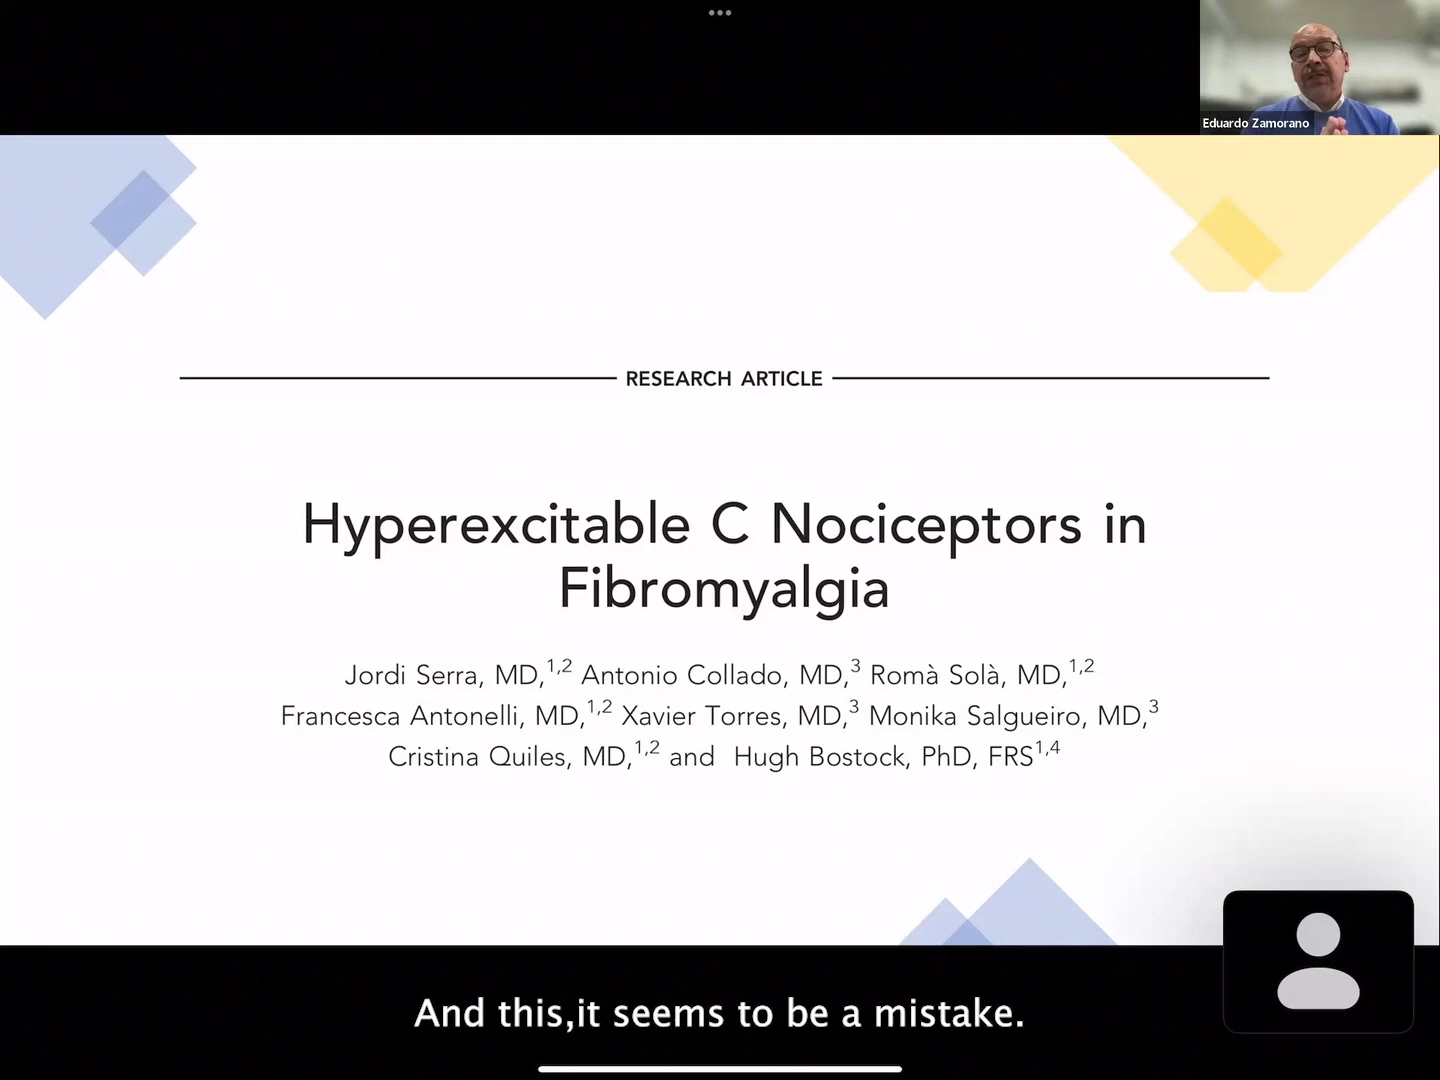 Eduardo Zamorano
RESEARCH ARTICLE
Hyperexcitable C Nociceptors in
Fibromyalgia
Jordi Serra, MD,1,2 Antonio Collado, MD,3 Romà Solà, MD,1,2
Francesca Antonelli, MD,1,2 Xavier Torres, MD,3 Monika Salgueiro, MD,3
Cristina Quiles, MD,1,2 and Hugh Bostock, PhD, FRS1,4
And this,it seems to be a mistake.